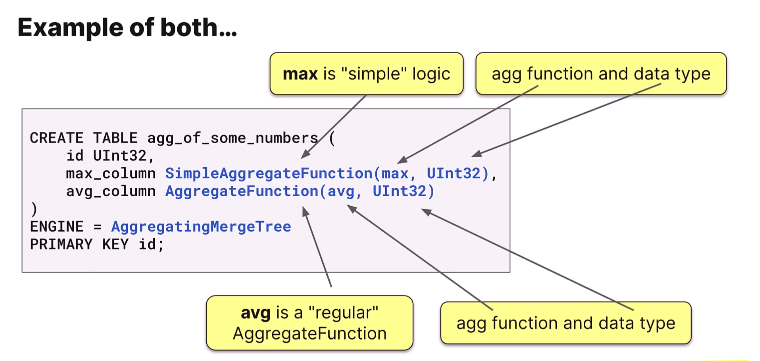 Example of both...
max is "simple" logic
agg function and data type
CREATE TABLE agg_of_some_numbers (
    id UInt32,
    max_column SimpleAggregateFunction(max, UInt32),
    avg_column AggregateFunction(avg, UInt32)
)
ENGINE = AggregatingMergeTree
PRIMARY KEY id;
avg is a "regular"
AggregateFunction
agg function and data type